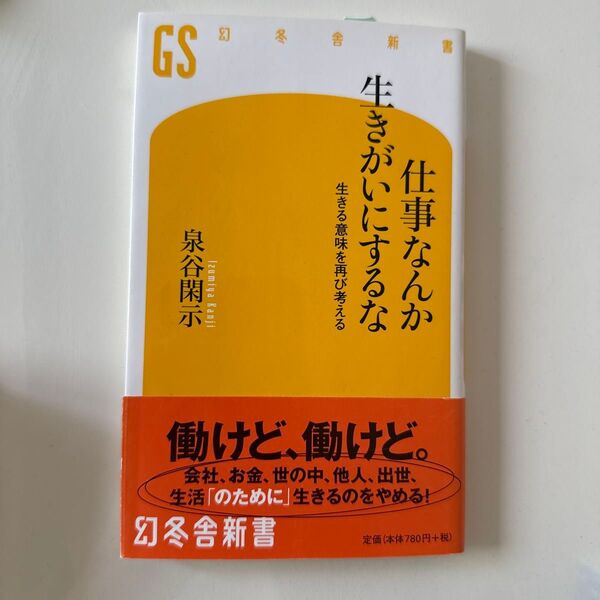 GS 幻冬舎新書
仕事なんか
生きがいにするな
生きる意味を再び考える
泉谷閑示
Izumiya Kanji
働けど、働けど。
会社、お金、世の中、他人、出世、
生活「のために」生きるのをやめる!
幻冬舎新書
定価(本体780円+税)